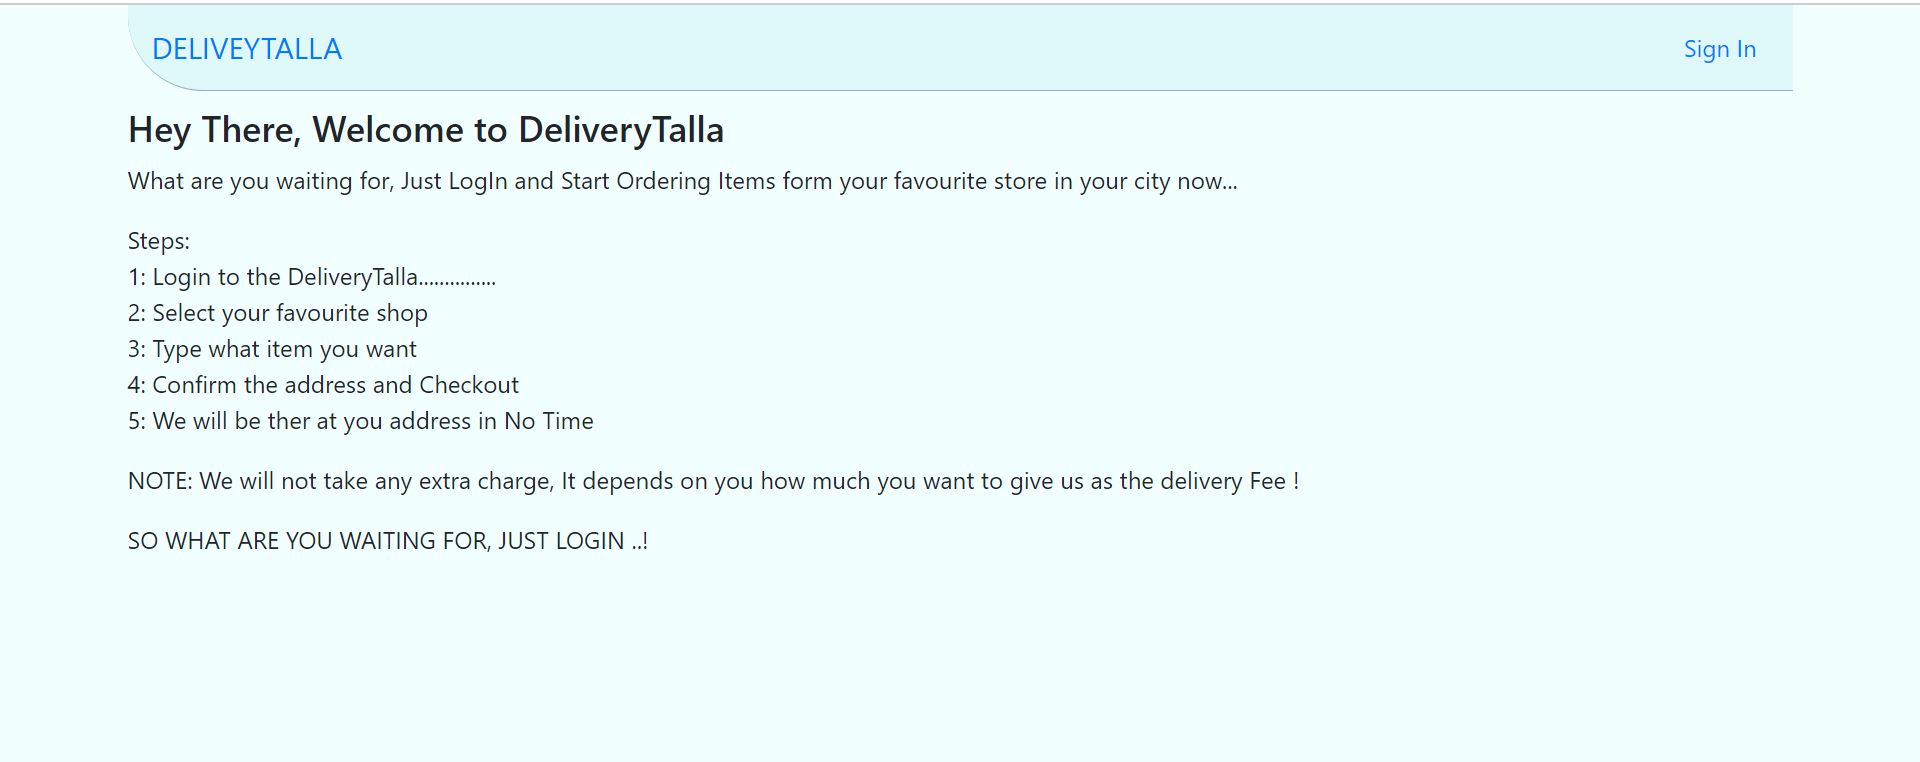 DELIVEYTALLA
Sign In
Hey There, Welcome to DeliveryTalla
What are you waiting for, Just LogIn and Start Ordering Items form your favourite store in your city now...
Steps:
1: Login to the DeliveryTalla...............
2: Select your favourite shop
3: Type what item you want
4: Confirm the address and Checkout
5: We will be ther at you address in No Time
NOTE: We will not take any extra charge, It depends on you how much you want to give us as the delivery Fee !
SO WHAT ARE YOU WAITING FOR, JUST LOGIN ..!